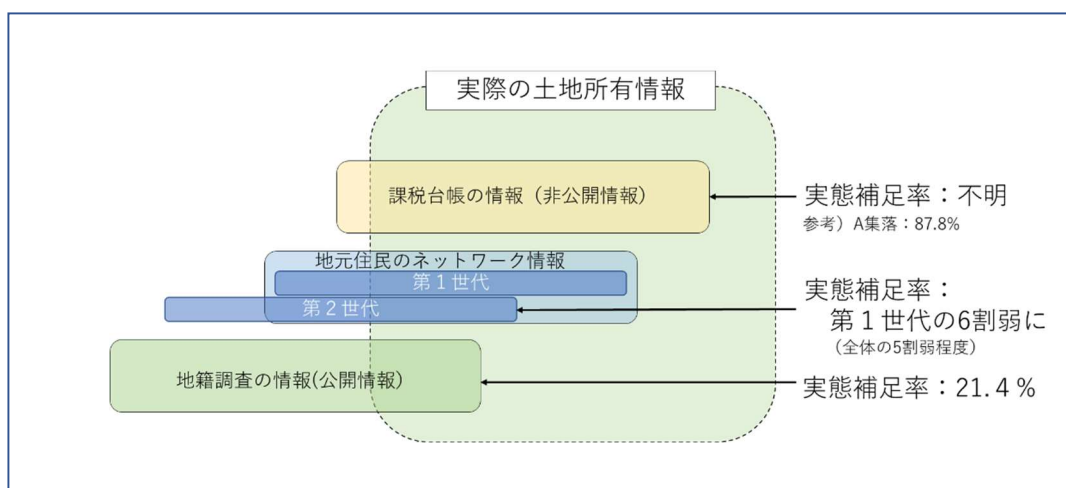 実際の土地所有情報
課税台帳の情報（非公開情報）
実態補足率：不明
参考）A集落：87.8%
地元住民のネットワーク情報
第１世代
第２世代
実態補足率：
第１世代の6割弱に
（全体の5割弱程度）
地籍調査の情報(公開情報)
実態補足率：21.４％